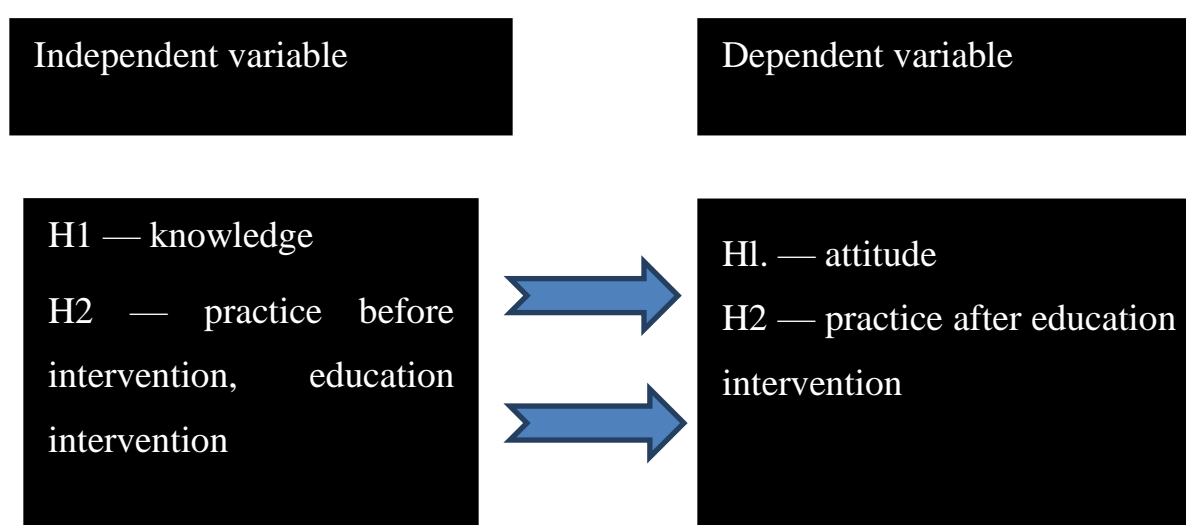 Independent variable
Dependent variable
H1 — knowledge
H2 — practice before
intervention, education
intervention
Hl. — attitude
H2 — practice after education
intervention